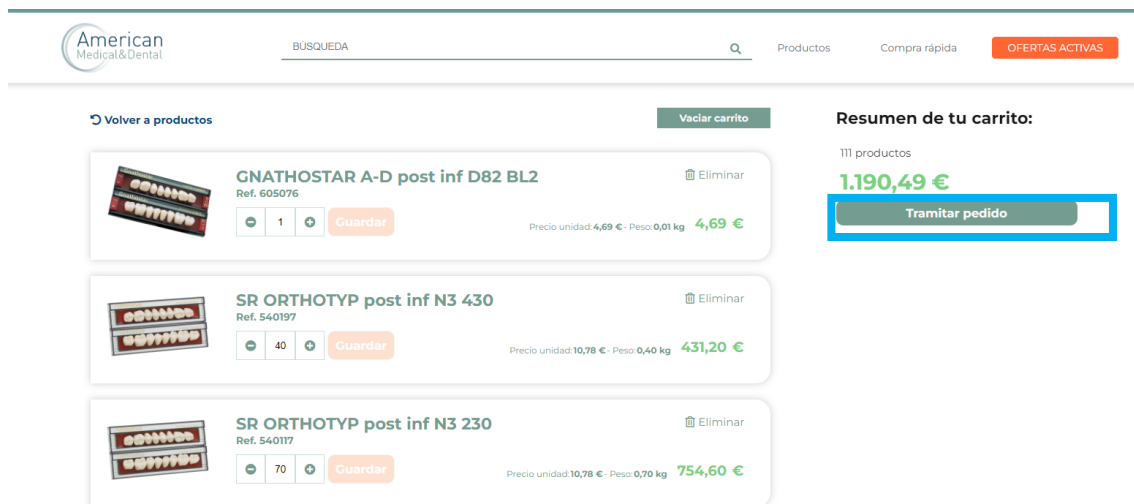 American
Medical&Dental
BÚSQUEDA
Productos
Compra rápida
OFERTAS ACTIVAS
Volver a productos
Vaciar carrito
GNATHOSTAR A-D post inf D82 BL2
Ref. 605076
Eliminar
1
Guardar
Precio unidad: 4,69 € - Peso: 0,01 kg 4,69 €
SR ORTHOTYP post inf N3 430
Ref. 540197
Eliminar
40
Guardar
Precio unidad: 10,78 € - Peso: 0,40 kg 431,20 €
SR ORTHOTYP post inf N3 230
Ref. 540117
Eliminar
70
Guardar
Precio unidad: 10,78 € - Peso: 0,70 kg 754,60 €
Resumen de tu carrito:
111 productos
1.190,49 €
Tramitar pedido